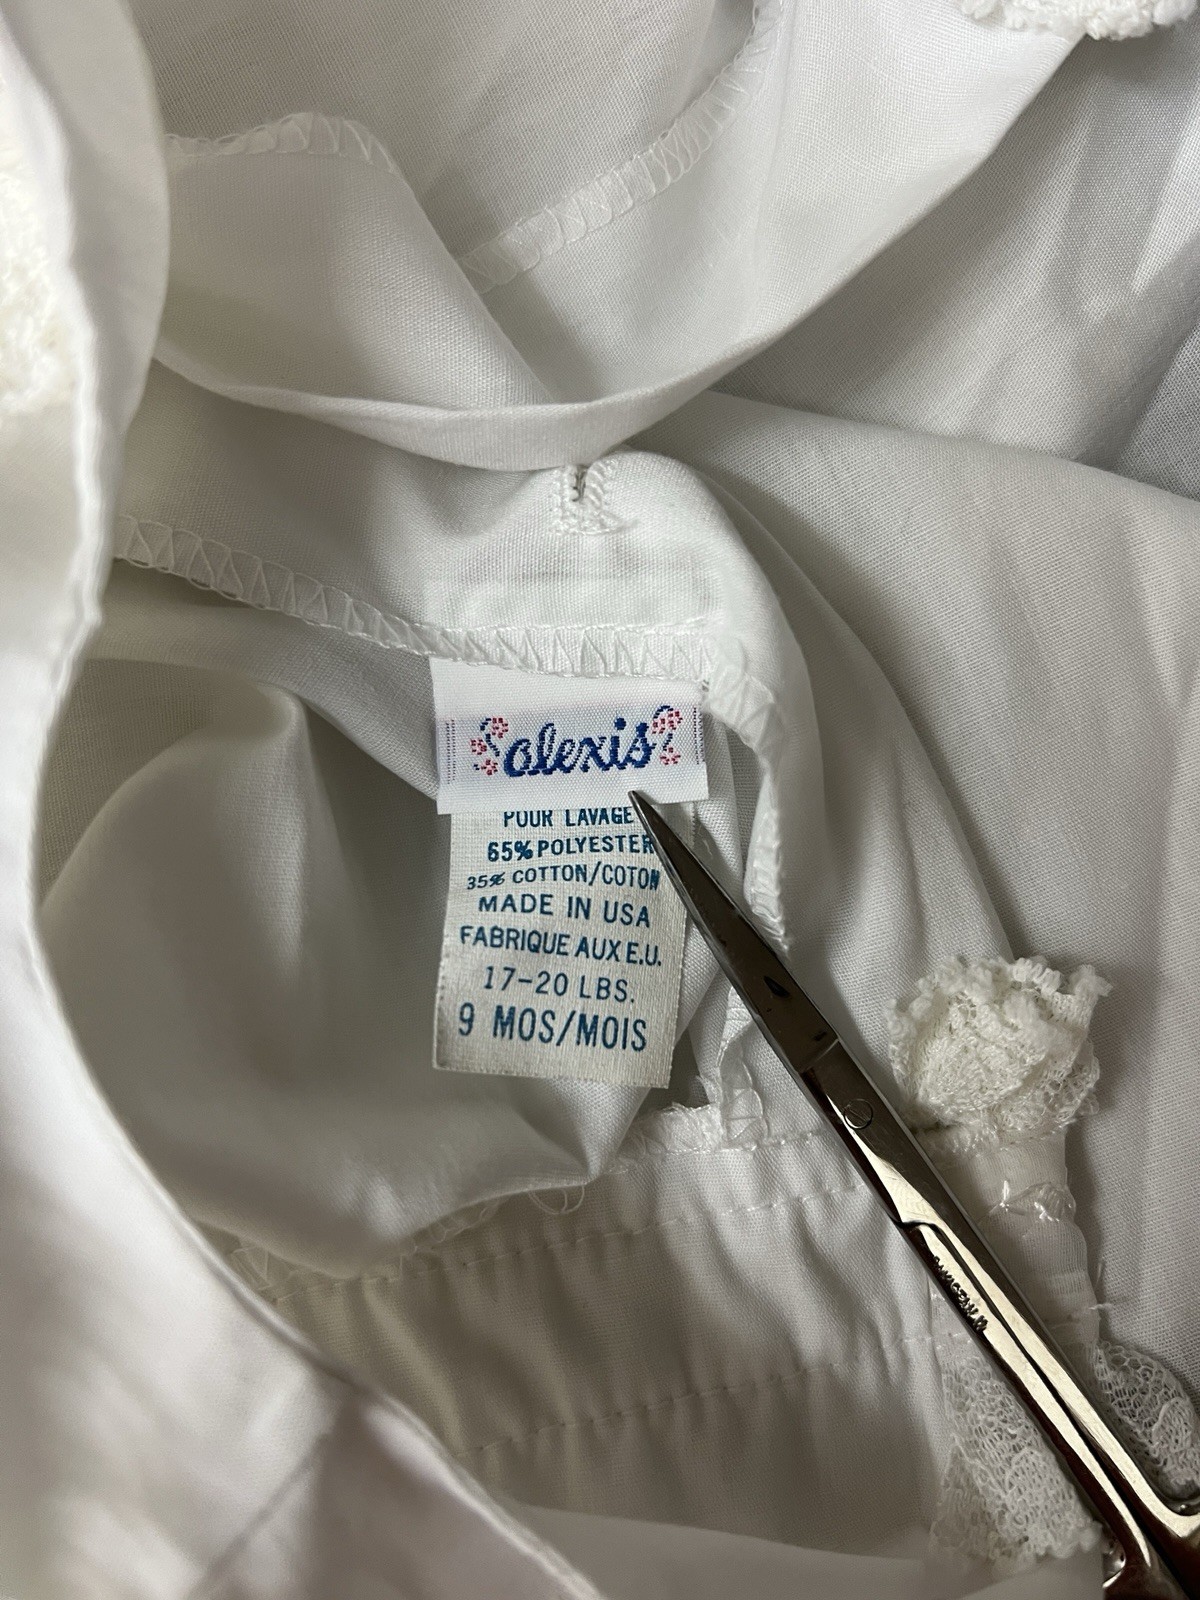 alexis
POUR LAVAGE
65% POLYESTER
35% COTTON/COTON
MADE IN USA
FABRIQUE AUX E.U.
17-20 LBS.
9 MOS/MOIS